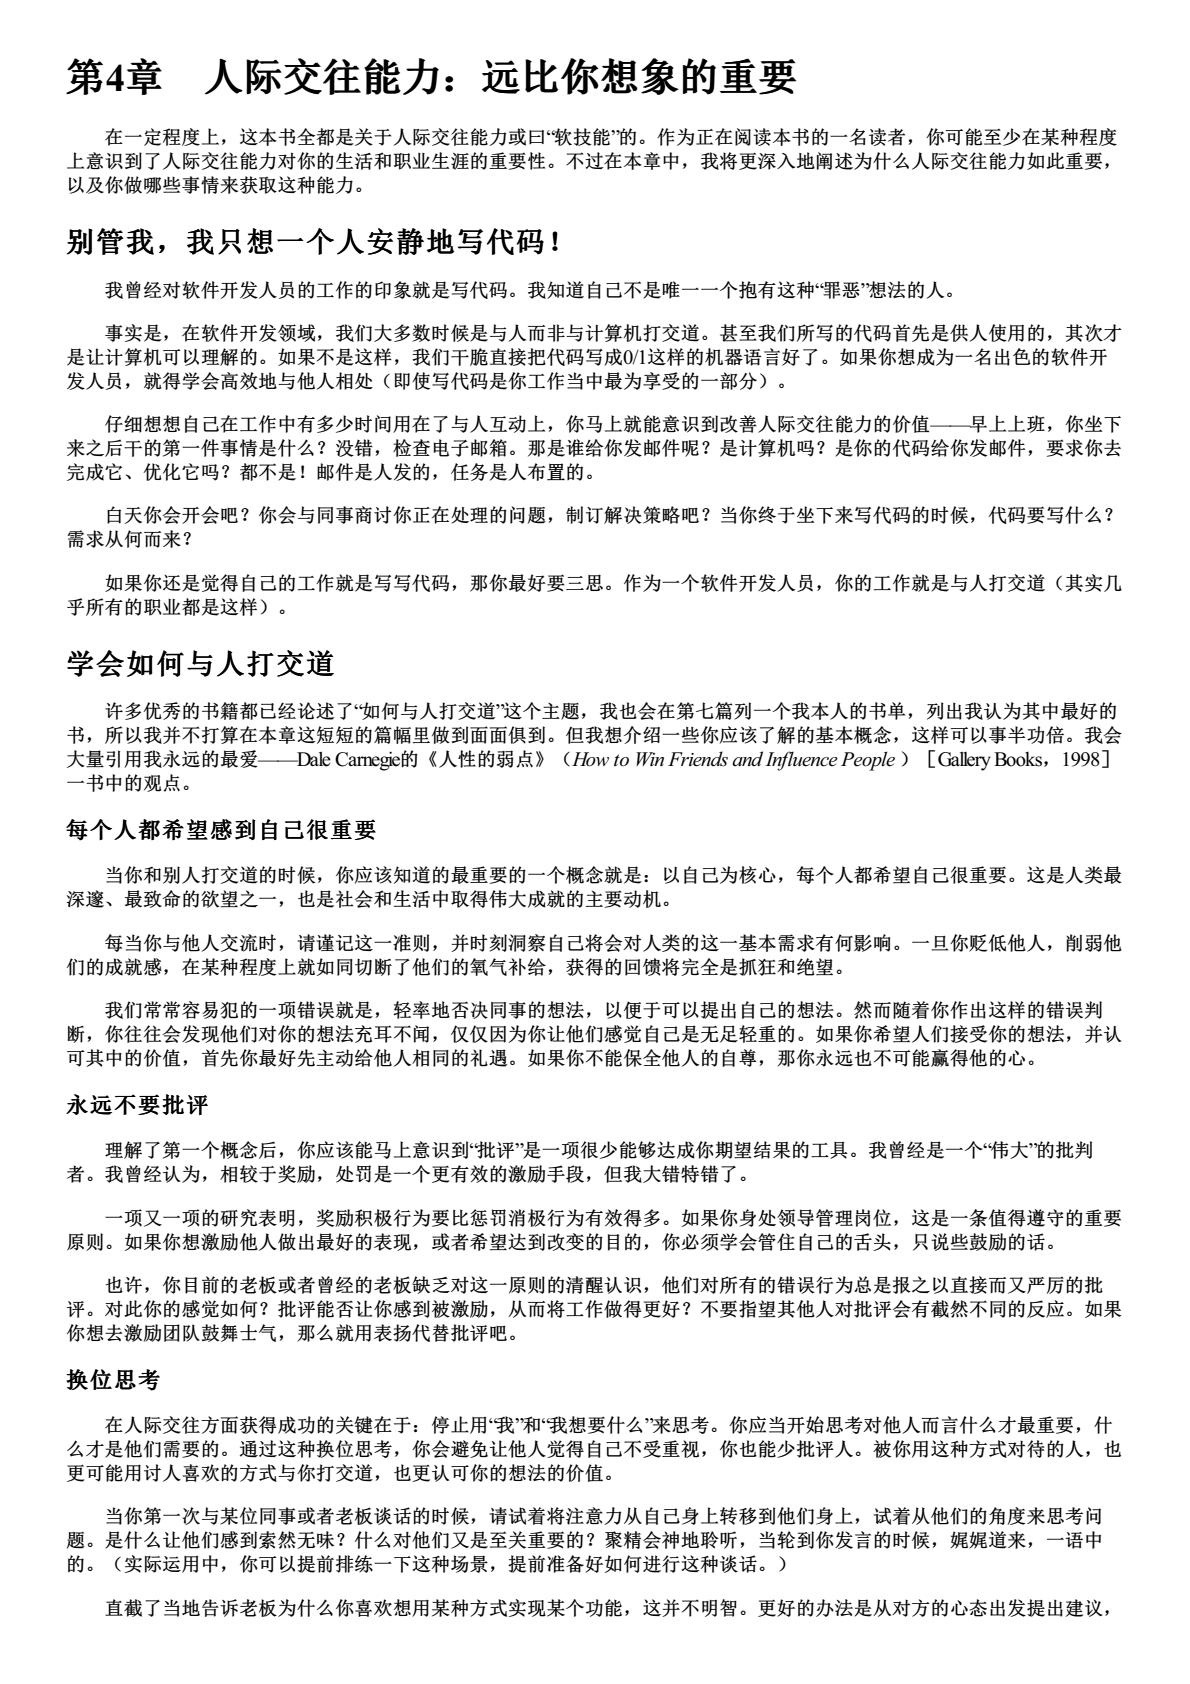 第4章　人际交往能力：远比你想象的重要
在一定程度上，这本书全都是关于人际交往能力或曰“软技能”的。作为正在阅读本书的一名读者，你可能至少在某种程度
上意识到了人际交往能力对你的生活和职业生涯的重要性。不过在本章中，我将更深入地阐述为什么人际交往能力如此重要，
以及你做哪些事情来获取这种能力。
别管我，我只想一个人安静地写代码！
我曾经对软件开发人员的工作的印象就是写代码。我知道自己不是唯一一个抱有这种“罪恶”想法的人。
事实是，在软件开发领域，我们大多数时候是与人而非与计算机打交道。甚至我们所写的代码首先是供人使用的，其次才
是让计算机可以理解的。如果不是这样，我们干脆直接把代码写成0/1这样的机器语言好了。如果你想成为一名出色的软件开
发人员，就得学会高效地与他人相处（即使写代码是你工作当中最为享受的一部分）。
仔细想想自己在工作中有多少时间用在了与人互动上，你马上就能意识到改善人际交往能力的价值——早上上班，你坐下
来之后干的第一件事情是什么？没错，检查电子邮箱。那是谁给你发邮件呢？是计算机吗？是你的代码给你发邮件，要求你去
完成它、优化它吗？都不是！邮件是人发的，任务是人布置的。
白天你会开会吧？你会与同事商讨你正在处理的问题，制订解决策略吧？当你终于坐下来写代码的时候，代码要写什么？
需求从何而来？
如果你还是觉得自己的工作就是写写代码，那你最好要三思。作为一个软件开发人员，你的工作就是与人打交道（其实几
乎所有的职业都是这样）。
学会如何与人打交道
许多优秀的书籍都已经论述了“如何与人打交道”这个主题，我也会在第七篇列一个我本人的书单，列出我认为其中最好的
书，所以我并不打算在本章这短短的篇幅里做到面面俱到。但我想介绍一些你应该了解的基本概念，这样可以事半功倍。我会
大量引用我永远的最爱——Dale Carnegie的《人性的弱点》（How to Win Friends and Influence People ）［Gallery Books，1998］
一书中的观点。
每个人都希望感到自己很重要
当你和别人打交道的时候，你应该知道的最重要的一个概念就是：以自己为核心，每个人都希望自己很重要。这是人类最
深邃、最致命的欲望之一，也是社会和生活中取得伟大成就的主要动机。
每当你与他人交流时，请谨记这一准则，并时刻洞察自己将会对人类的这一基本需求有何影响。一旦你贬低他人，削弱他
们的成就感，在某种程度上就如同切断了他们的氧气补给，获得的回馈将完全是抓狂和绝望。
我们常常容易犯的一项错误就是，轻率地否决同事的想法，以便于可以提出自己的想法。然而随着你作出这样的错误判
断，你往往会发现他们对你的想法充耳不闻，仅仅因为你让他们感觉自己是无足轻重的。如果你希望人们接受你的想法，并认
可其中的价值，首先你最好先主动给他人相同的礼遇。如果你不能保全他人的自尊，那你永远也不可能赢得他的心。
永远不要批评
理解了第一个概念后，你应该能马上意识到“批评”是一项很少能够达成你期望结果的工具。我曾经是一个“伟大”的批判
者。我曾经认为，相较于奖励，处罚是一个更有效的激励手段，但我大错特错了。
一项又一项的研究表明，奖励积极行为要比惩罚消极行为有效得多。如果你身处领导管理岗位，这是一条值得遵守的重要
原则。如果你想激励他人做出最好的表现，或者希望达到改变的目的，你必须学会管住自己的舌头，只说些鼓励的话。
也许，你目前的老板或者曾经的老板缺乏对这一原则的清醒认识，他们对所有的错误行为总是报之以直接而又严厉的批
评。对此你的感觉如何？批评能否让你感到被激励，从而将工作做得更好？不要指望其他人对批评会有截然不同的反应。如果
你想去激励团队鼓舞士气，那么就用表扬代替批评吧。
换位思考
在人际交往方面获得成功的关键在于：停止用“我”和“我想要什么”来思考。你应当开始思考对他人而言什么才最重要，什
么才是他们需要的。通过这种换位思考，你会避免让他人觉得自己不受重视，你也能少批评人。被你用这种方式对待的人，也
更可能用讨人喜欢的方式与你打交道，也更认可你的想法的价值。
当你第一次与某位同事或者老板谈话的时候，请试着将注意力从自己身上转移到他们身上，试着从他们的角度来思考问
题。是什么让他们感到索然无味？什么对他们又是至关重要的？聚精会神地聆听，当轮到你发言的时候，娓娓道来，一语中
的。（实际运用中，你可以提前排练一下这种场景，提前准备好如何进行这种谈话。）
直截了当地告诉老板为什么你喜欢想用某种方式实现某个功能，这并不明智。更好的办法是从对方的心态出发提出建议，